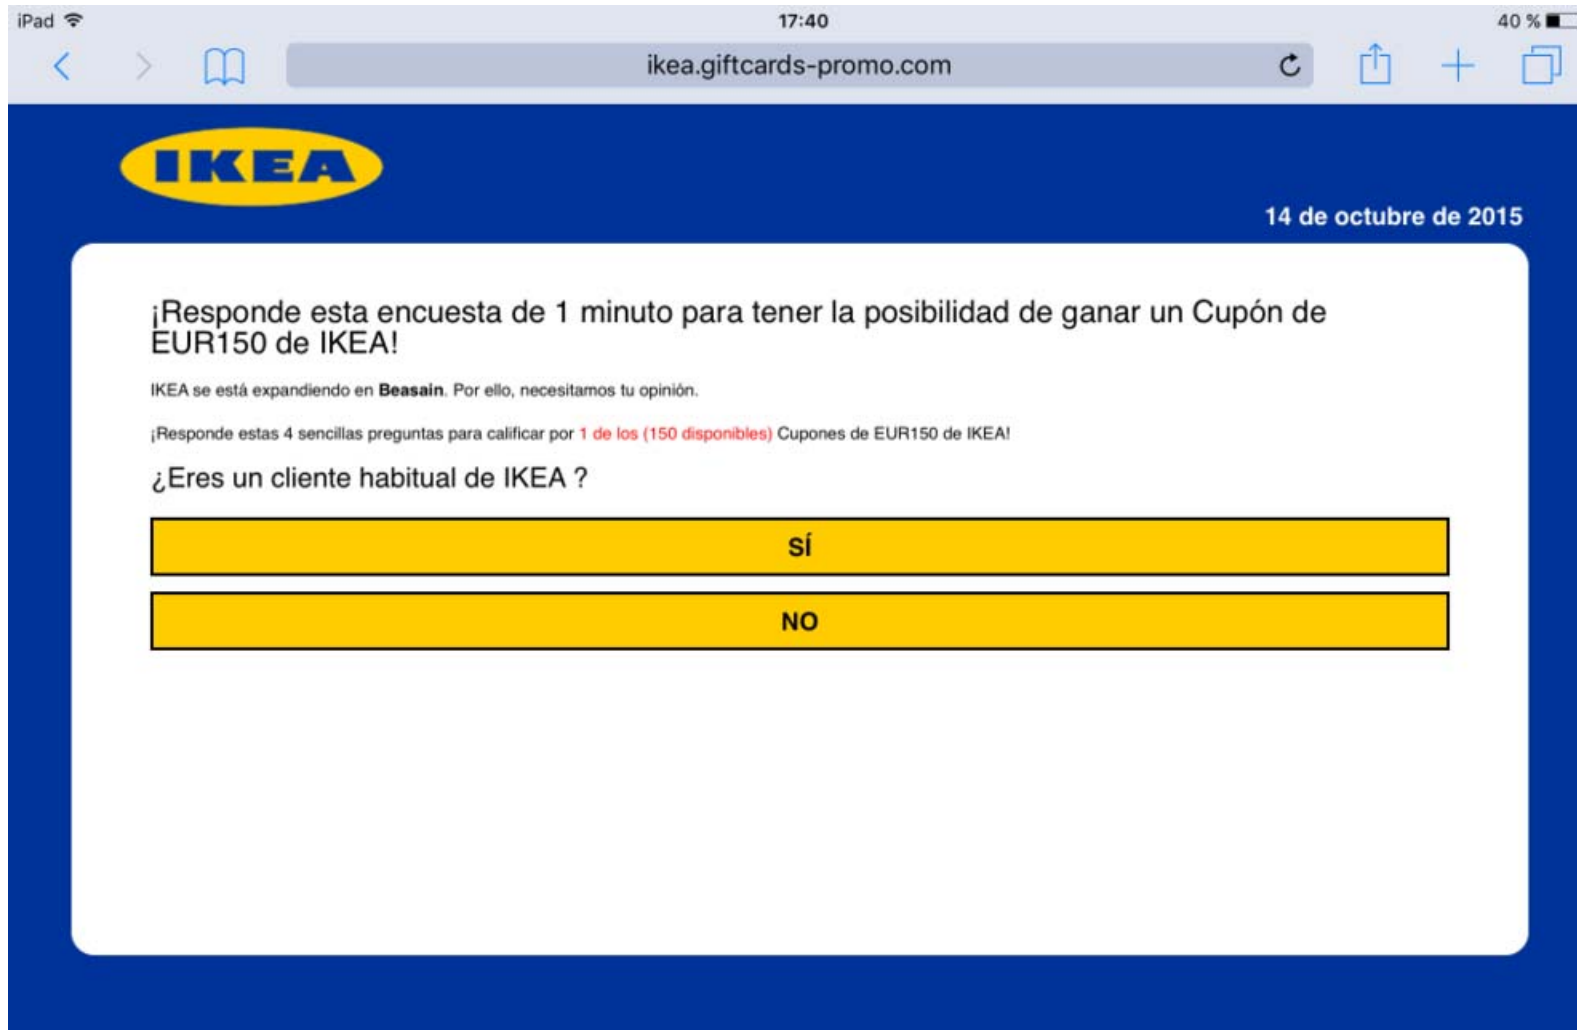 iPad 17:40 40 %
ikea.giftcards-promo.com
IKEA
14 de octubre de 2015
¡Responde esta encuesta de 1 minuto para tener la posibilidad de ganar un Cupón de
EUR150 de IKEA!
IKEA se está expandiendo en Beasain. Por ello, necesitamos tu opinión.
¡Responde estas 4 sencillas preguntas para calificar por 1 de los (150 disponibles) Cupones de EUR150 de IKEA!
¿Eres un cliente habitual de IKEA ?
SÍ
NO